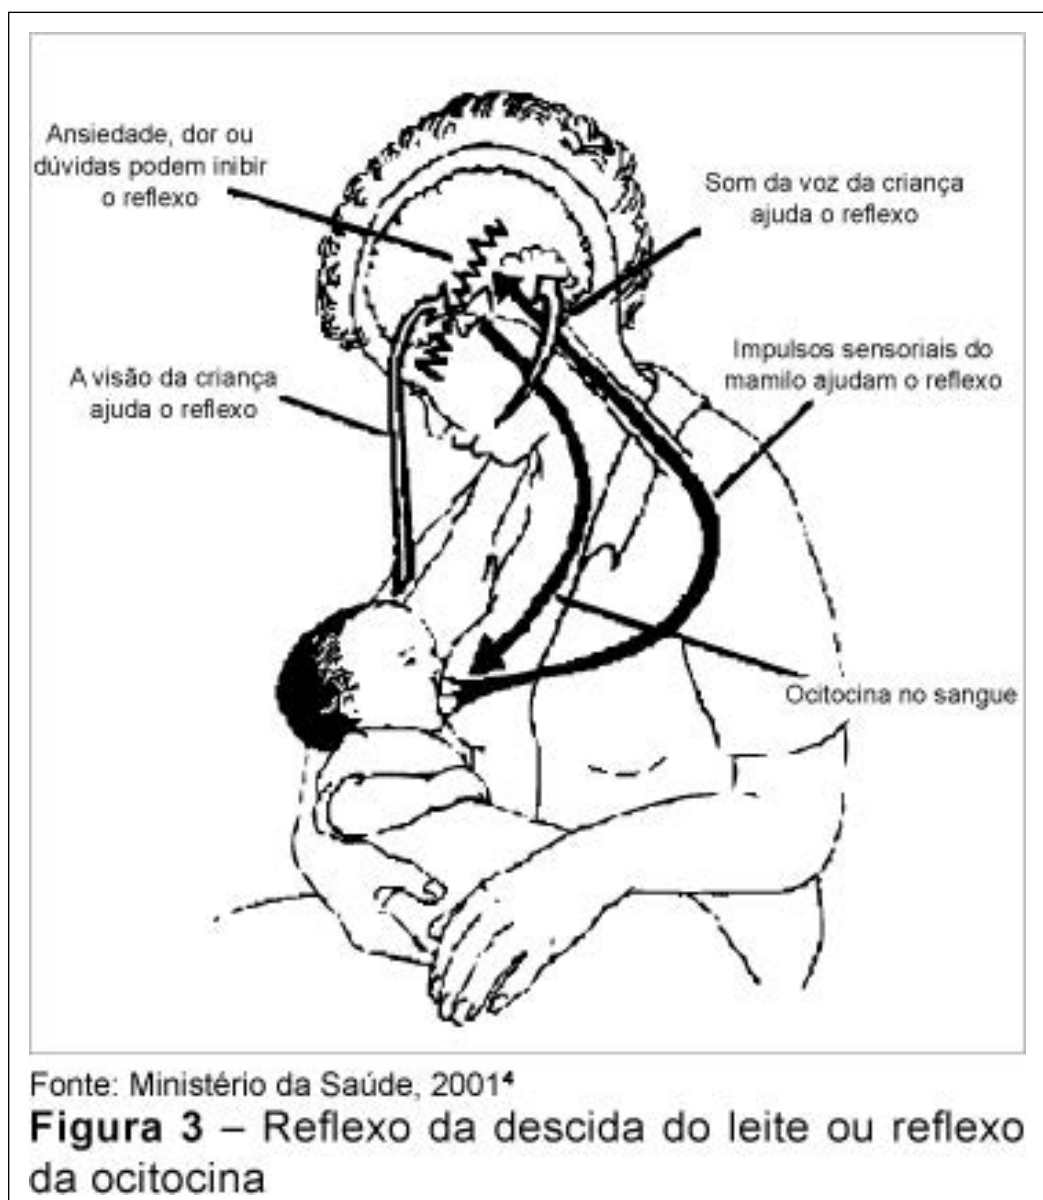 Ansiedade, dor ou
dúvidas podem inibir
o reflexo
Som da voz da criança
ajuda o reflexo
Impulsos sensoriais do
mamilo ajudam o reflexo
A visão da criança
ajuda o reflexo
Ocitocina no sangue
Fonte: Ministério da Saúde, 2001⁴
Figura 3 – Reflexo da descida do leite ou reflexo
da ocitocina